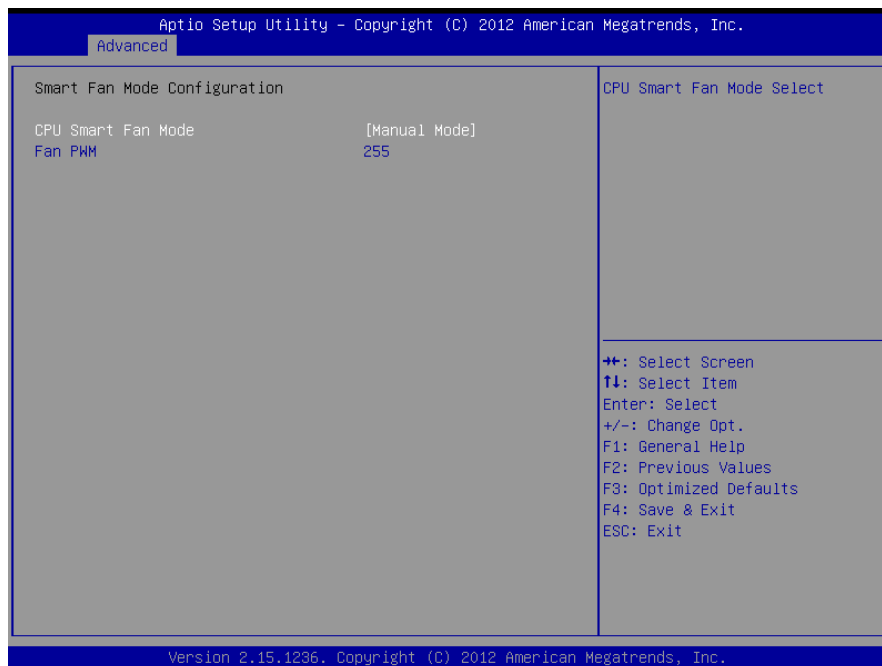 Aptio Setup Utility – Copyright (C) 2012 American Megatrends, Inc.
Advanced
Smart Fan Mode Configuration
CPU Smart Fan Mode [Manual Mode]
Fan PWM 255
CPU Smart Fan Mode Select
→←: Select Screen
↑↓: Select Item
Enter: Select
+/-: Change Opt.
F1: General Help
F2: Previous Values
F3: Optimized Defaults
F4: Save & Exit
ESC: Exit
Version 2.15.1236. Copyright (C) 2012 American Megatrends, Inc.